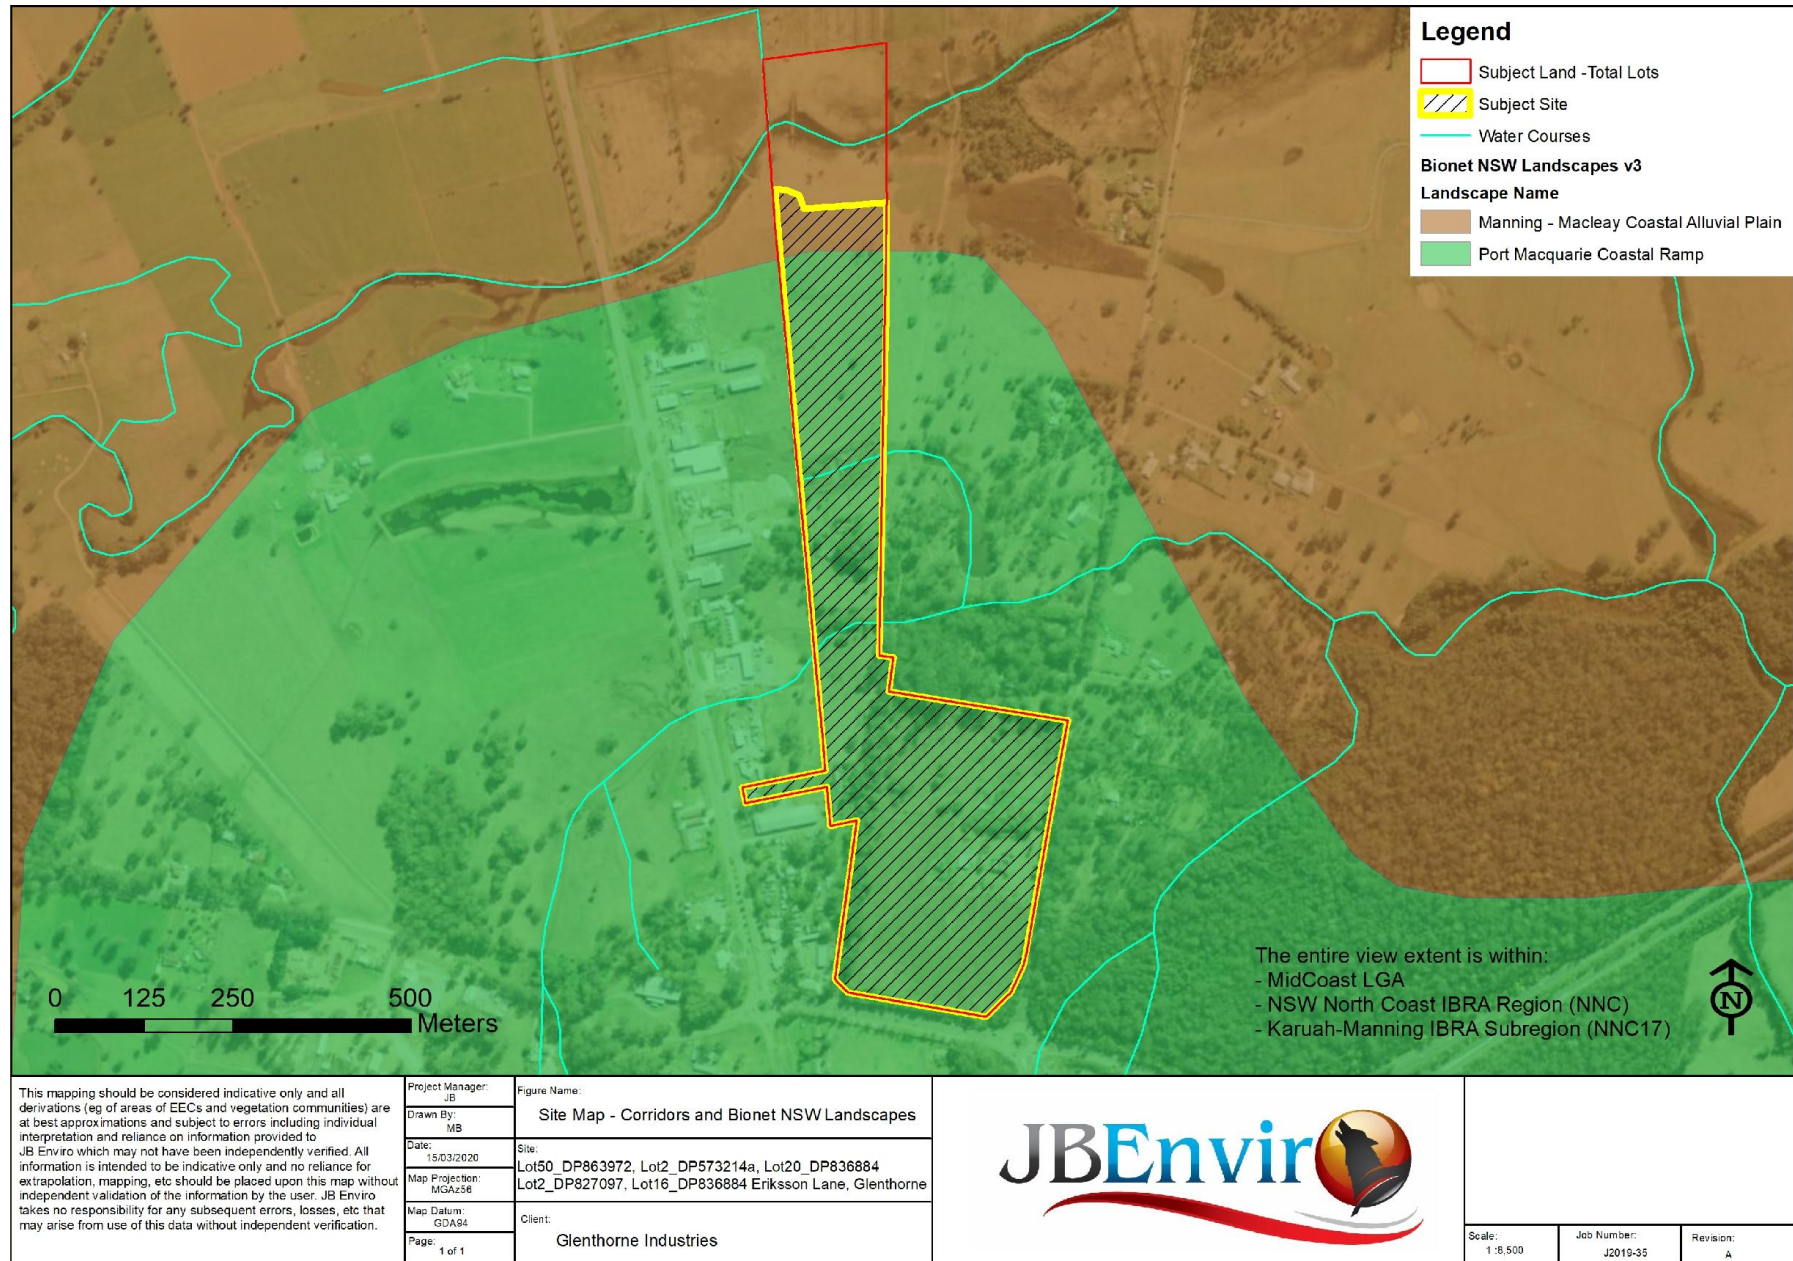 Legend
Subject Land -Total Lots
Subject Site
Water Courses
Bionet NSW Landscapes v3
Landscape Name
Manning - Macleay Coastal Alluvial Plain
Port Macquarie Coastal Ramp
The entire view extent is within:
- MidCoast LGA
- NSW North Coast IBRA Region (NNC)
- Karuah-Manning IBRA Subregion (NNC17)
N
0 125 250 500
Meters
This mapping should be considered indicative only and all
derivations (eg of areas of EECs and vegetation communities) are
at best approximations and subject to errors including individual
interpretation and reliance on information provided to
JB Enviro which may not have been independently verified. All
information is intended to be indicative only and no reliance for
extrapolation, mapping, etc should be placed upon this map without
independent validation of the information by the user. JB Enviro
takes no responsibility for any subsequent errors, losses, etc that
may arise from use of this data without independent verification.
Project Manager:
JB
Drawn By:
MB
Date:
15/03/2020
Map Projection:
MGAz56
Map Datum:
GDA94
Page:
1 of 1
Figure Name:
Site Map - Corridors and Bionet NSW Landscapes
Site:
Lot50_DP863972, Lot2_DP573214a, Lot20_DP836884
Lot2_DP827097, Lot16_DP836884 Eriksson Lane, Glenthorne
Client:
Glenthorne Industries
JBEnviro
Scale:
1:8,500
Job Number:
J2019-35
Revision:
A